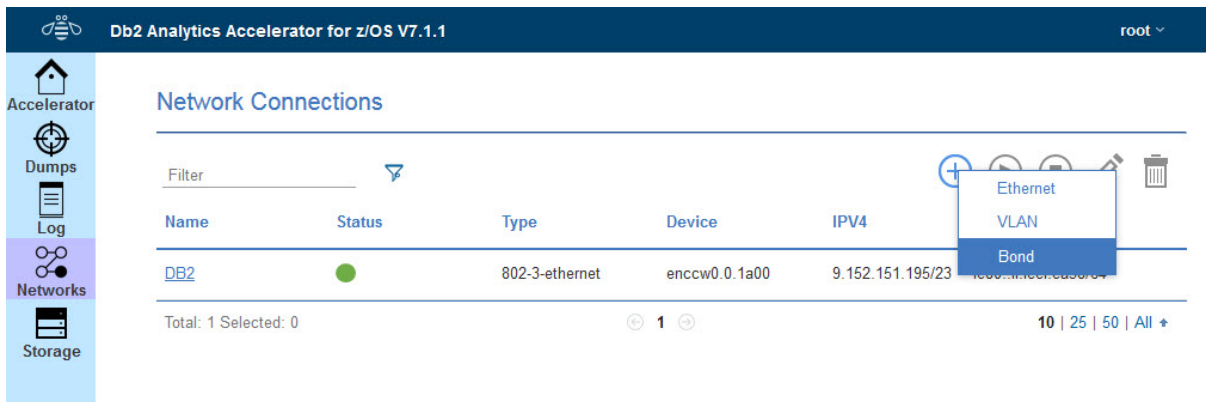 Db2 Analytics Accelerator for z/OS V7.1.1 root
Accelerator
Dumps
Log
Networks
Storage
Network Connections
Filter
Ethernet
VLAN
Bond
Name Status Type Device IPV4
DB2 802-3-ethernet enccw0.0.1a00 9.152.151.195/23
Total: 1 Selected: 0 1 10 | 25 | 50 | All